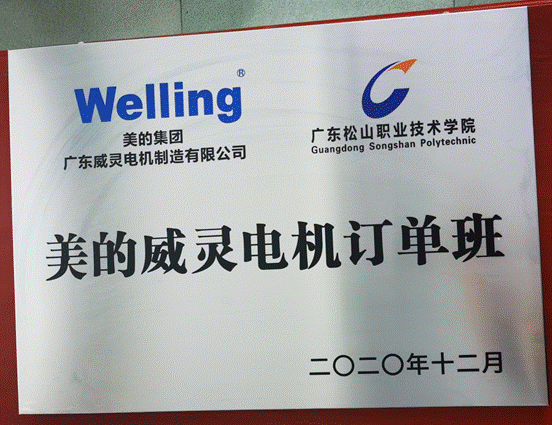 Welling®
美的集团
广东威灵电机制造有限公司
广东松山职业技术学院
Guangdong Songshan Polytechnic
美的威灵电机订单班
二〇二〇年十二月